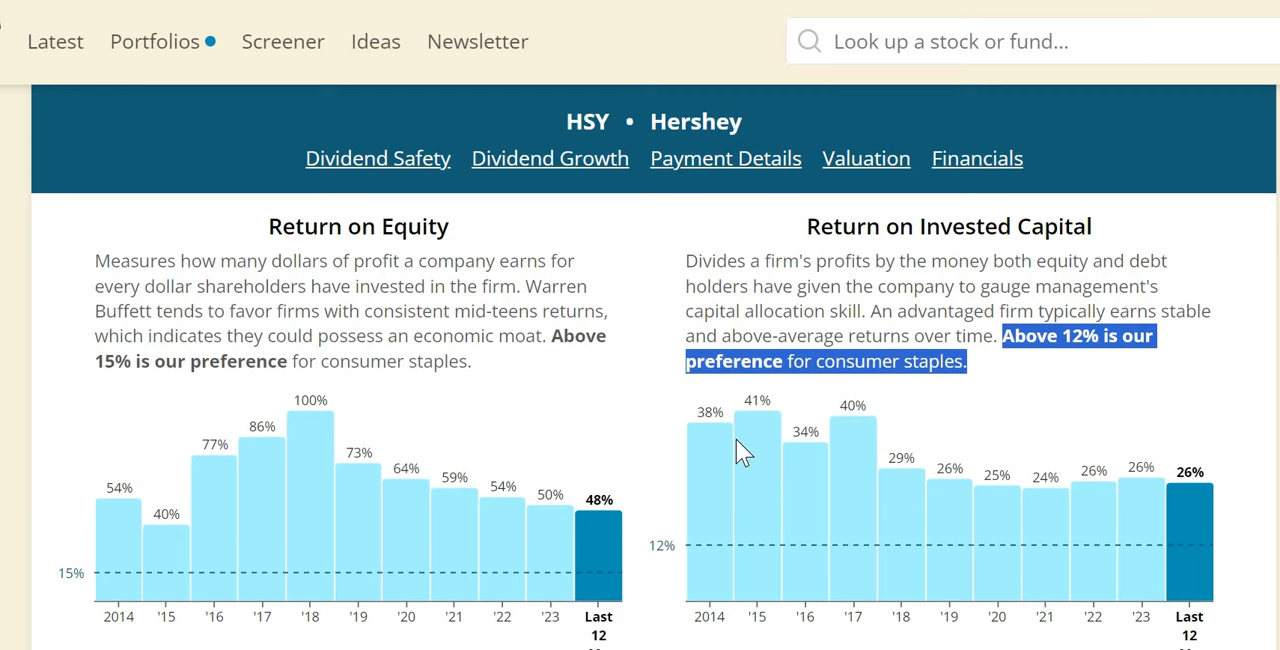 Latest Portfolios Screener Ideas Newsletter
Look up a stock or fund...
HSY • Hershey
Dividend Safety Dividend Growth Payment Details Valuation Financials
Return on Equity
Measures how many dollars of profit a company earns for
every dollar shareholders have invested in the firm. Warren
Buffett tends to favor firms with consistent mid-teens returns,
which indicates they could possess an economic moat. Above
15% is our preference for consumer staples.
54%
40%
77%
86%
100%
73%
64%
59%
54%
50%
48%
15%
2014 '15 '16 '17 '18 '19 '20 '21 '22 '23 Last
12
Return on Invested Capital
Divides a firm's profits by the money both equity and debt
holders have given the company to gauge management's
capital allocation skill. An advantaged firm typically earns stable
and above-average returns over time. Above 12% is our
preference for consumer staples.
38%
41%
34%
40%
29%
26%
25%
24%
26%
26%
26%
12%
2014 '15 '16 '17 '18 '19 '20 '21 '22 '23 Last
12